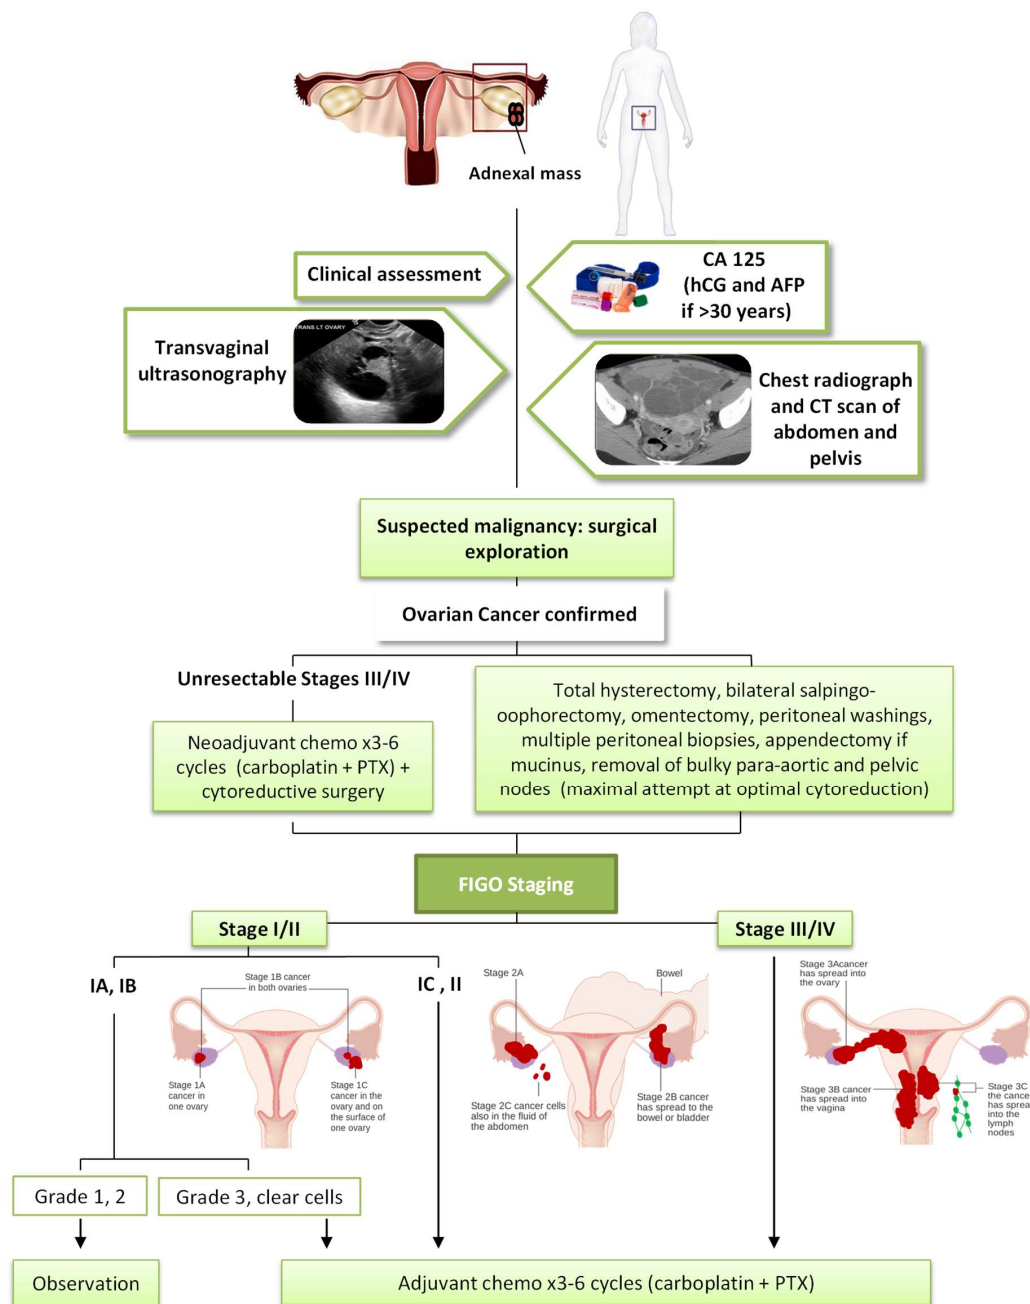 Adnexal mass
Clinical assessment
CA 125
(hCG and AFP
if >30 years)
TRANS LT OVARY
Transvaginal
ultrasonography
Chest radiograph
and CT scan of
abdomen and
pelvis
Suspected malignancy: surgical
exploration
Ovarian Cancer confirmed
Unresectable Stages III/IV
Neoadjuvant chemo x3-6
cycles (carboplatin + PTX) +
cytoreductive surgery
Total hysterectomy, bilateral salpingo-
oophorectomy, omentectomy, peritoneal washings,
multiple peritoneal biopsies, appendectomy if
mucinus, removal of bulky para-aortic and pelvic
nodes (maximal attempt at optimal cytoreduction)
FIGO Staging
Stage I/II
Stage III/IV
IA, IB
Stage 1B cancer
in both ovaries
Stage 1A
cancer in
one ovary
Stage 1C
cancer in the
ovary and on
the surface of
one ovary
IC , II
Stage 2A
Bowel
Stage 2C cancer cells
also in the fluid of
the abdomen
Stage 2B cancer
has spread to the
bowel or bladder
Stage 3Acancer
has spread into
the ovary
Stage 3B cancer
has spread into
the vagina
Stage 3C
the cance
has sprea
into the
lymph
nodes
Grade 1, 2
Grade 3, clear cells
Observation
Adjuvant chemo x3-6 cycles (carboplatin + PTX)